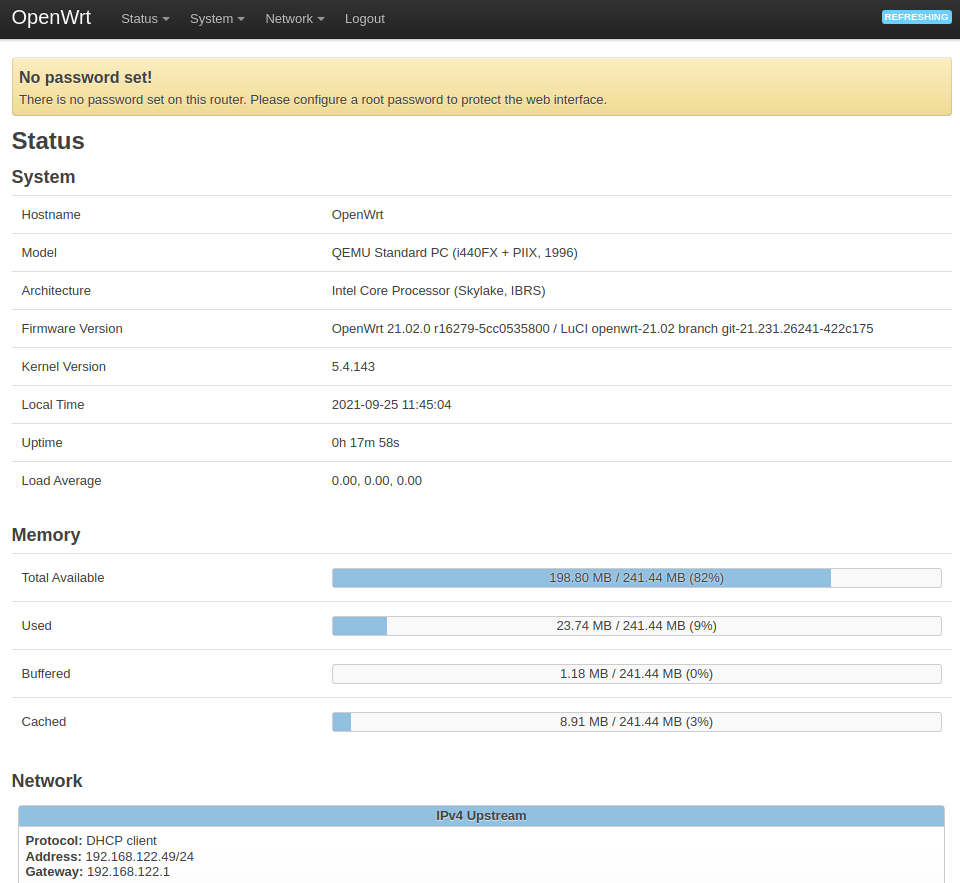 OpenWrt Status System Network Logout REFRESHING
No password set!
There is no password set on this router. Please configure a root password to protect the web interface.
Status
System
Hostname OpenWrt
Model QEMU Standard PC (i440FX + PIIX, 1996)
Architecture Intel Core Processor (Skylake, IBRS)
Firmware Version OpenWrt 21.02.0 r16279-5cc0535800 / LuCI openwrt-21.02 branch git-21.231.26241-422c175
Kernel Version 5.4.143
Local Time 2021-09-25 11:45:04
Uptime 0h 17m 58s
Load Average 0.00, 0.00, 0.00
Memory
Total Available 198.80 MB / 241.44 MB (82%)
Used 23.74 MB / 241.44 MB (9%)
Buffered 1.18 MB / 241.44 MB (0%)
Cached 8.91 MB / 241.44 MB (3%)
Network
IPv4 Upstream
Protocol: DHCP client
Address: 192.168.122.49/24
Gateway: 192.168.122.1